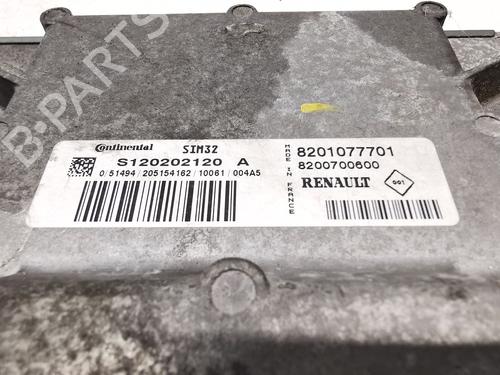 B-PARTS
Continental SIM32
S120202120 A
0/51494/205154162/10061/004A5
MADE IN FRANCE
8201077701
8200700600
RENAULT
001